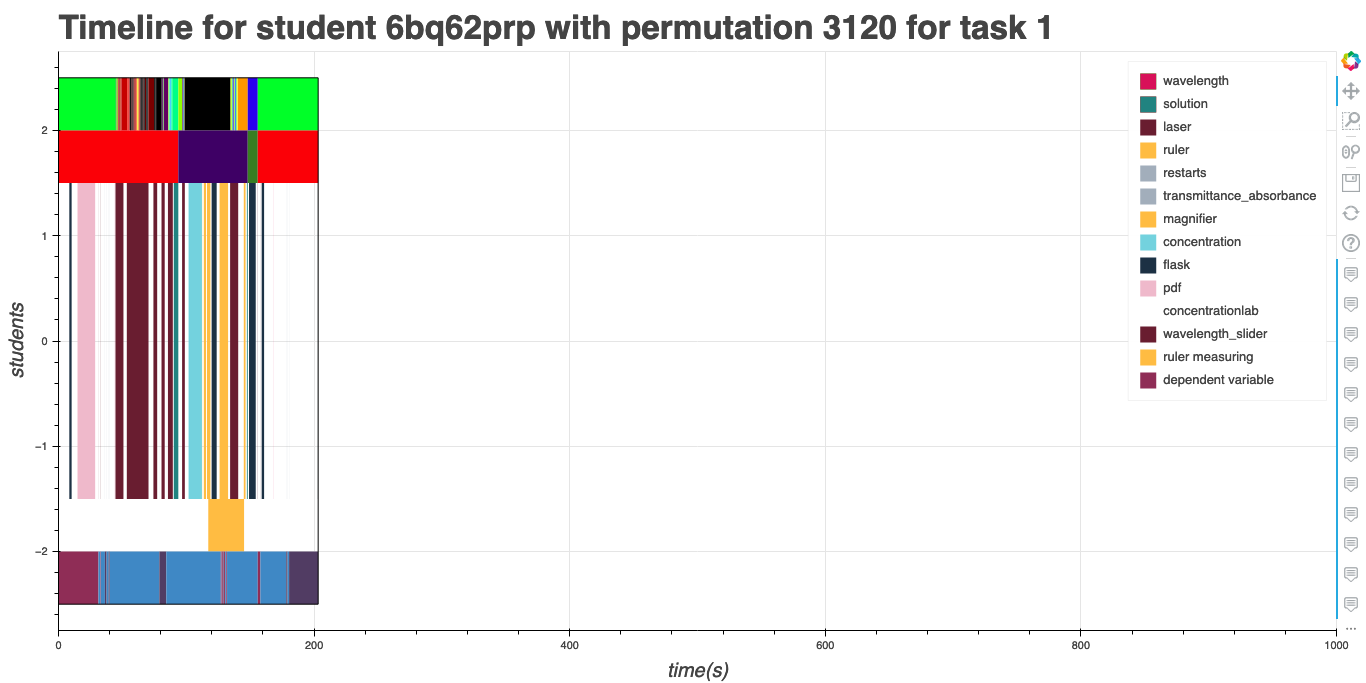 Timeline for student 6bq62prp with permutation 3120 for task 1
wavelength
solution
laser
ruler
restarts
transmittance_absorbance
magnifier
concentration
flask
pdf
concentrationlab
wavelength_slider
ruler measuring
dependent variable
students
2
1
0
−1
−2
0 200 400 600 800 1000
time(s)